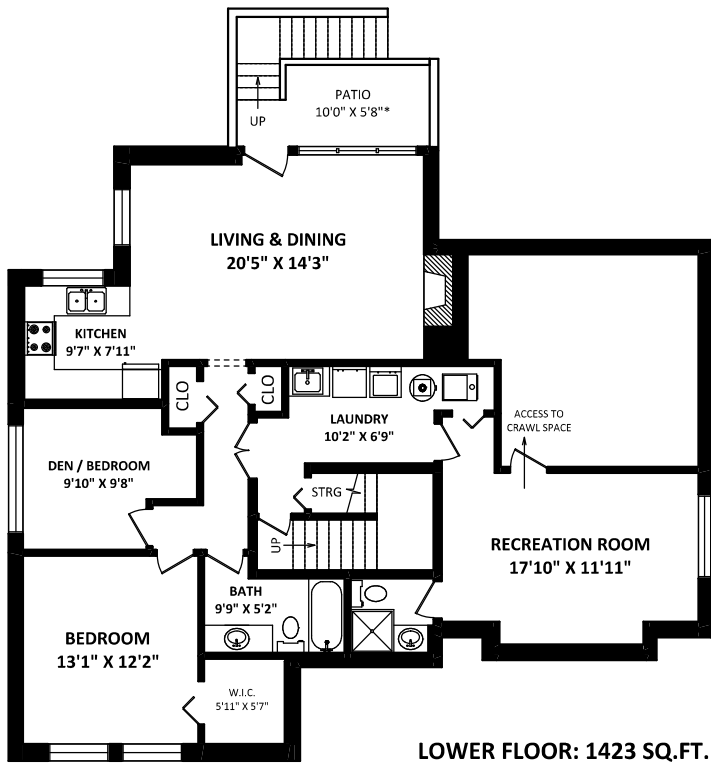 PATIO
10'0" X 5'8"*
UP
LIVING & DINING
20'5" X 14'3"
KITCHEN
9'7" X 7'11"
CLO
CLO
LAUNDRY
10'2" X 6'9"
ACCESS TO
CRAWL SPACE
DEN / BEDROOM
9'10" X 9'8"
STRG
UP
RECREATION ROOM
17'10" X 11'11"
BATH
9'9" X 5'2"
BEDROOM
13'1" X 12'2"
W.I.C.
5'11" X 5'7"
LOWER FLOOR: 1423 SQ.FT.